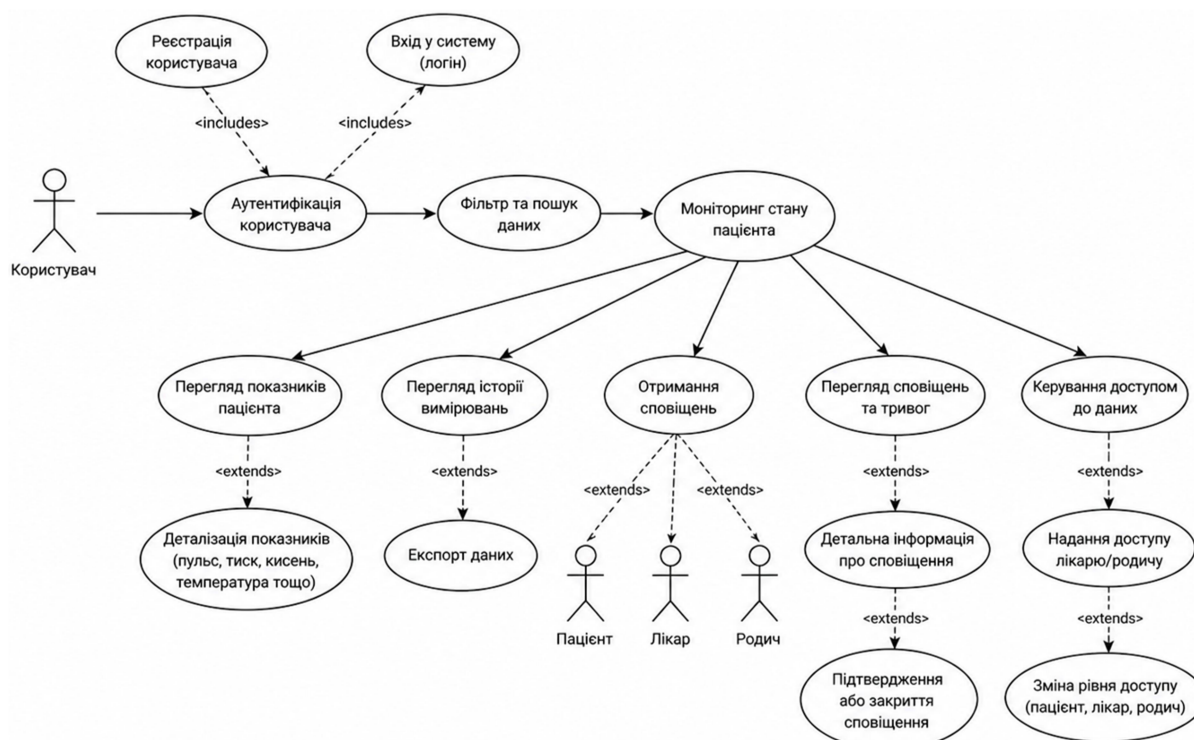 Реєстрація
користувача
Вхід у систему
(логін)
<includes>
<includes>
Користувач
Аутентифікація
користувача
Фільтр та пошук
даних
Моніторинг стану
пацієнта
Перегляд показників
пацієнта
Перегляд історії
вимірювань
Отримання
сповіщень
Перегляд сповіщень
та тривог
Керування доступом
до даних
<extends>
<extends>
<extends>
<extends>
<extends>
<extends>
Деталізація показників
(пульс, тиск, кисень,
температура тощо)
Експорт даних
Пацієнт
Лікар
Родич
Детальна інформація
про сповіщення
Надання доступу
лікарю/родичу
<extends>
<extends>
Підтвердження
або закриття
сповіщення
Зміна рівня доступу
(пацієнт, лікар, родич)